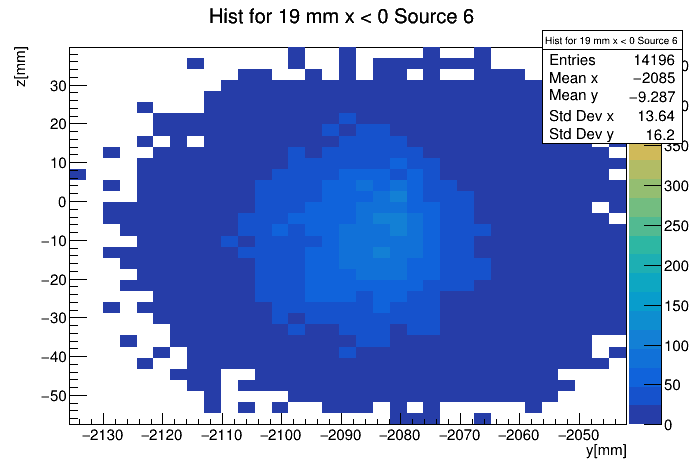 Hist for 19 mm x < 0 Source 6
Hist for 19 mm x < 0 Source 6
Entries 14196
Mean x −2085
Mean y −9.287
Std Dev x 13.64
Std Dev y 16.2
z[mm]
30
20
10
0
−10
−20
−30
−40
−50
350
300
250
200
150
100
50
0
−2130 −2120 −2110 −2100 −2090 −2080 −2070 −2060 −2050
y[mm]